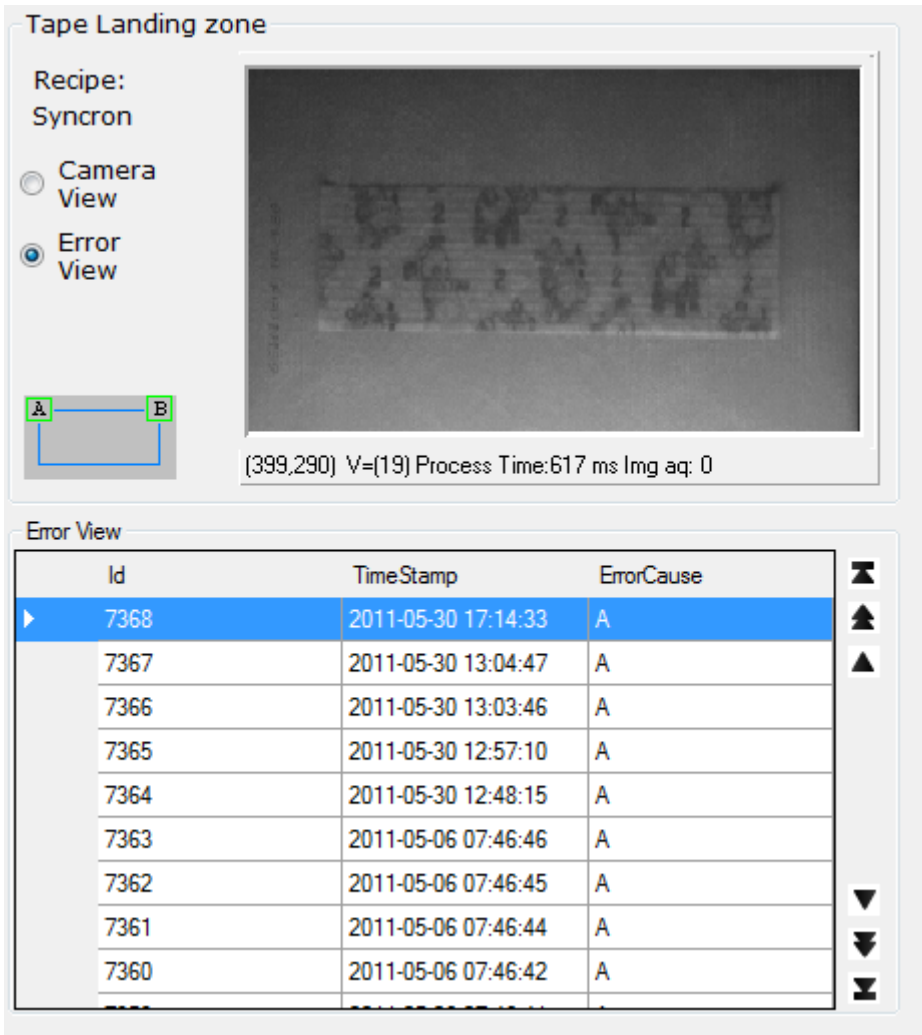 Tape Landing zone
Recipe:
Syncron
Camera
View
Error
View
A B
(399,290) V=(19) Process Time:617 ms Img aq: 0
Error View
Id TimeStamp ErrorCause
7368 2011-05-30 17:14:33 A
7367 2011-05-30 13:04:47 A
7366 2011-05-30 13:03:46 A
7365 2011-05-30 12:57:10 A
7364 2011-05-30 12:48:15 A
7363 2011-05-06 07:46:46 A
7362 2011-05-06 07:46:45 A
7361 2011-05-06 07:46:44 A
7360 2011-05-06 07:46:42 A